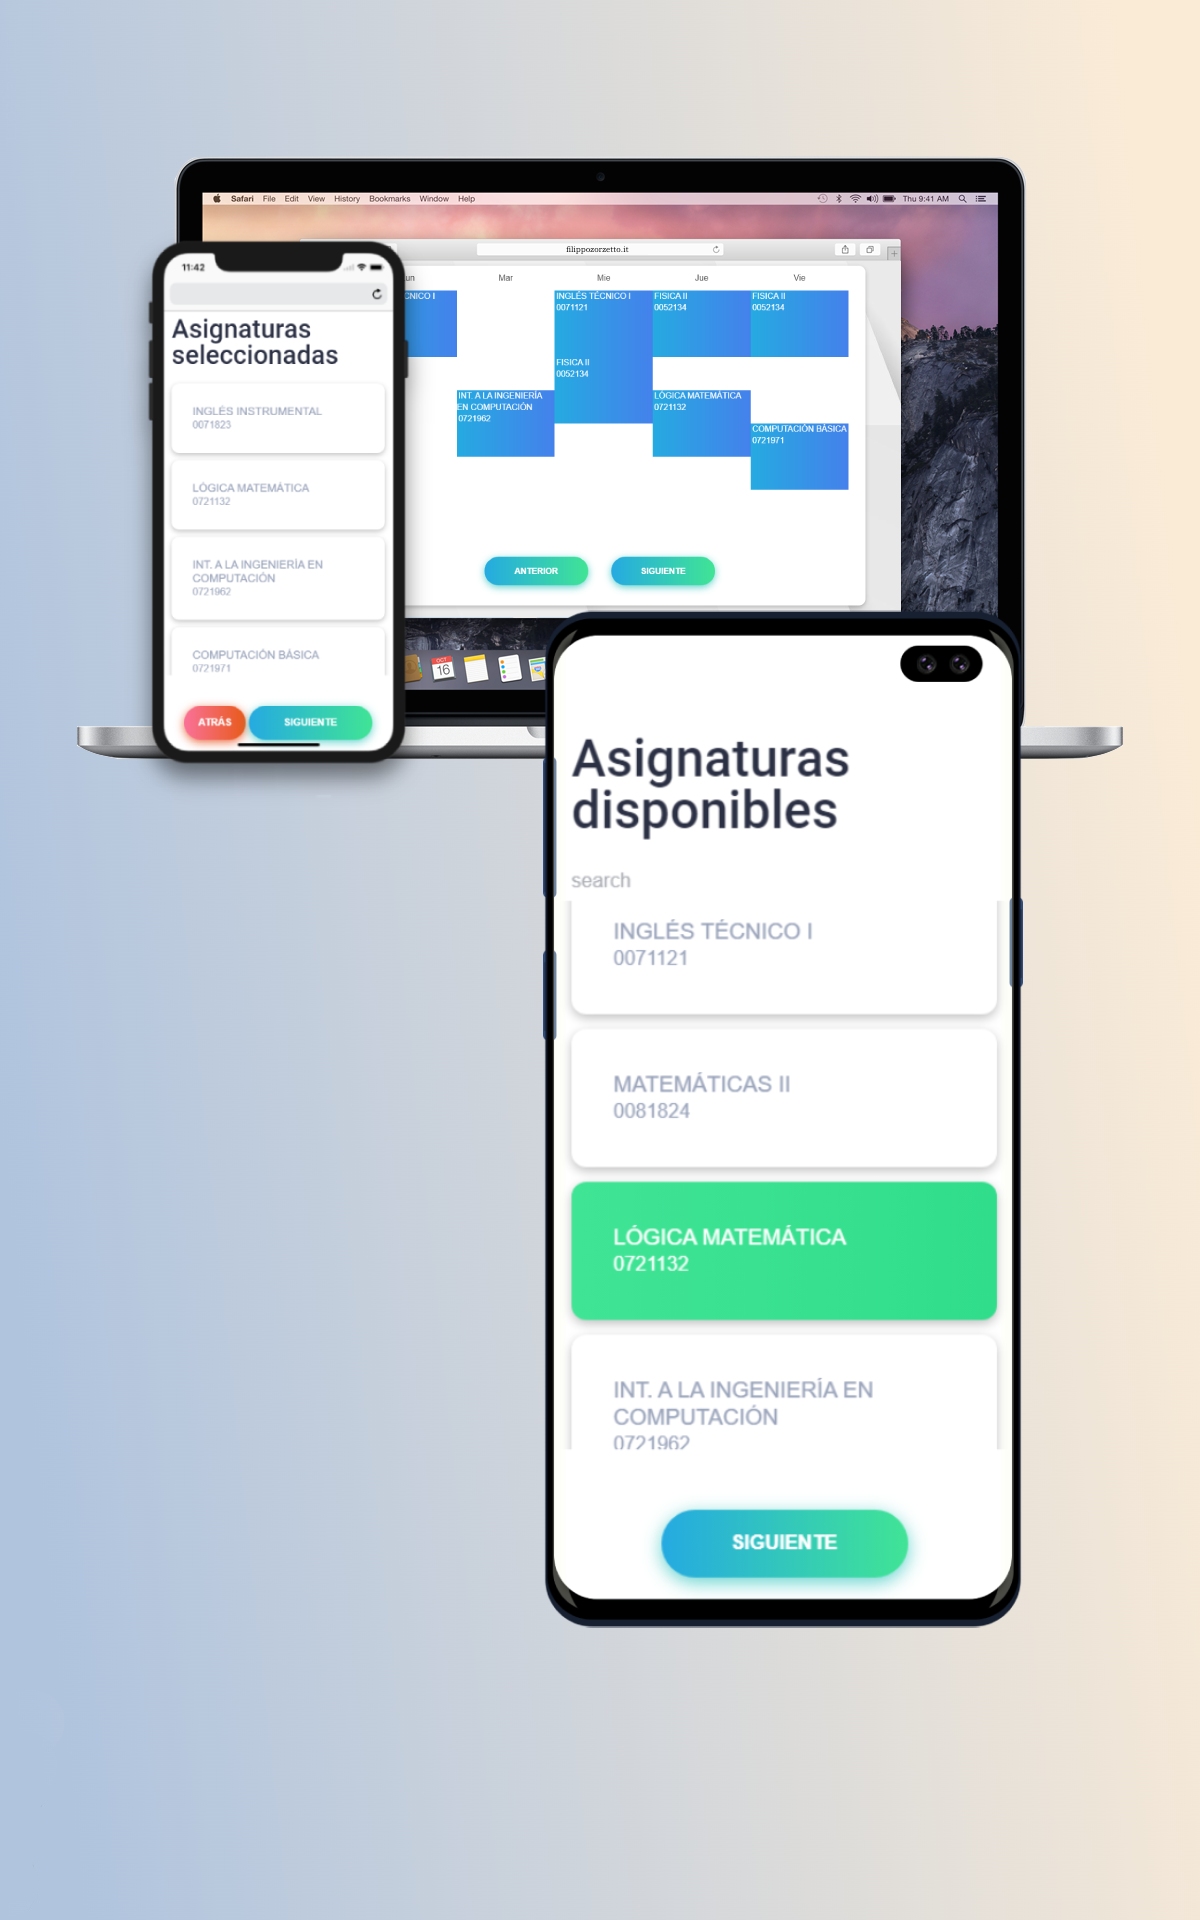 Safari File Edit View History Bookmarks Window Help
Thu 9:41 AM
filippozorzetto.it
Mar Mie Jue Vie
INGLÉS TÉCNICO I
0071121
FISICA II
0052134
FISICA II
0052134
FISICA II
0052134
INT. A LA INGENIERÍA
EN COMPUTACIÓN
0721962
LÓGICA MATEMÁTICA
0721132
COMPUTACIÓN BÁSICA
0721971
ANTERIOR
SIGUIENTE
OCT
16
11:42
Asignaturas
seleccionadas
INGLÉS INSTRUMENTAL
0071823
LÓGICA MATEMÁTICA
0721132
INT. A LA INGENIERÍA EN
COMPUTACIÓN
0721962
COMPUTACIÓN BÁSICA
0721971
ATRÁS
SIGUIENTE
Asignaturas
disponibles
search
INGLÉS TÉCNICO I
0071121
MATEMÁTICAS II
0081824
LÓGICA MATEMÁTICA
0721132
INT. A LA INGENIERÍA EN
COMPUTACIÓN
0721962
SIGUIENTE